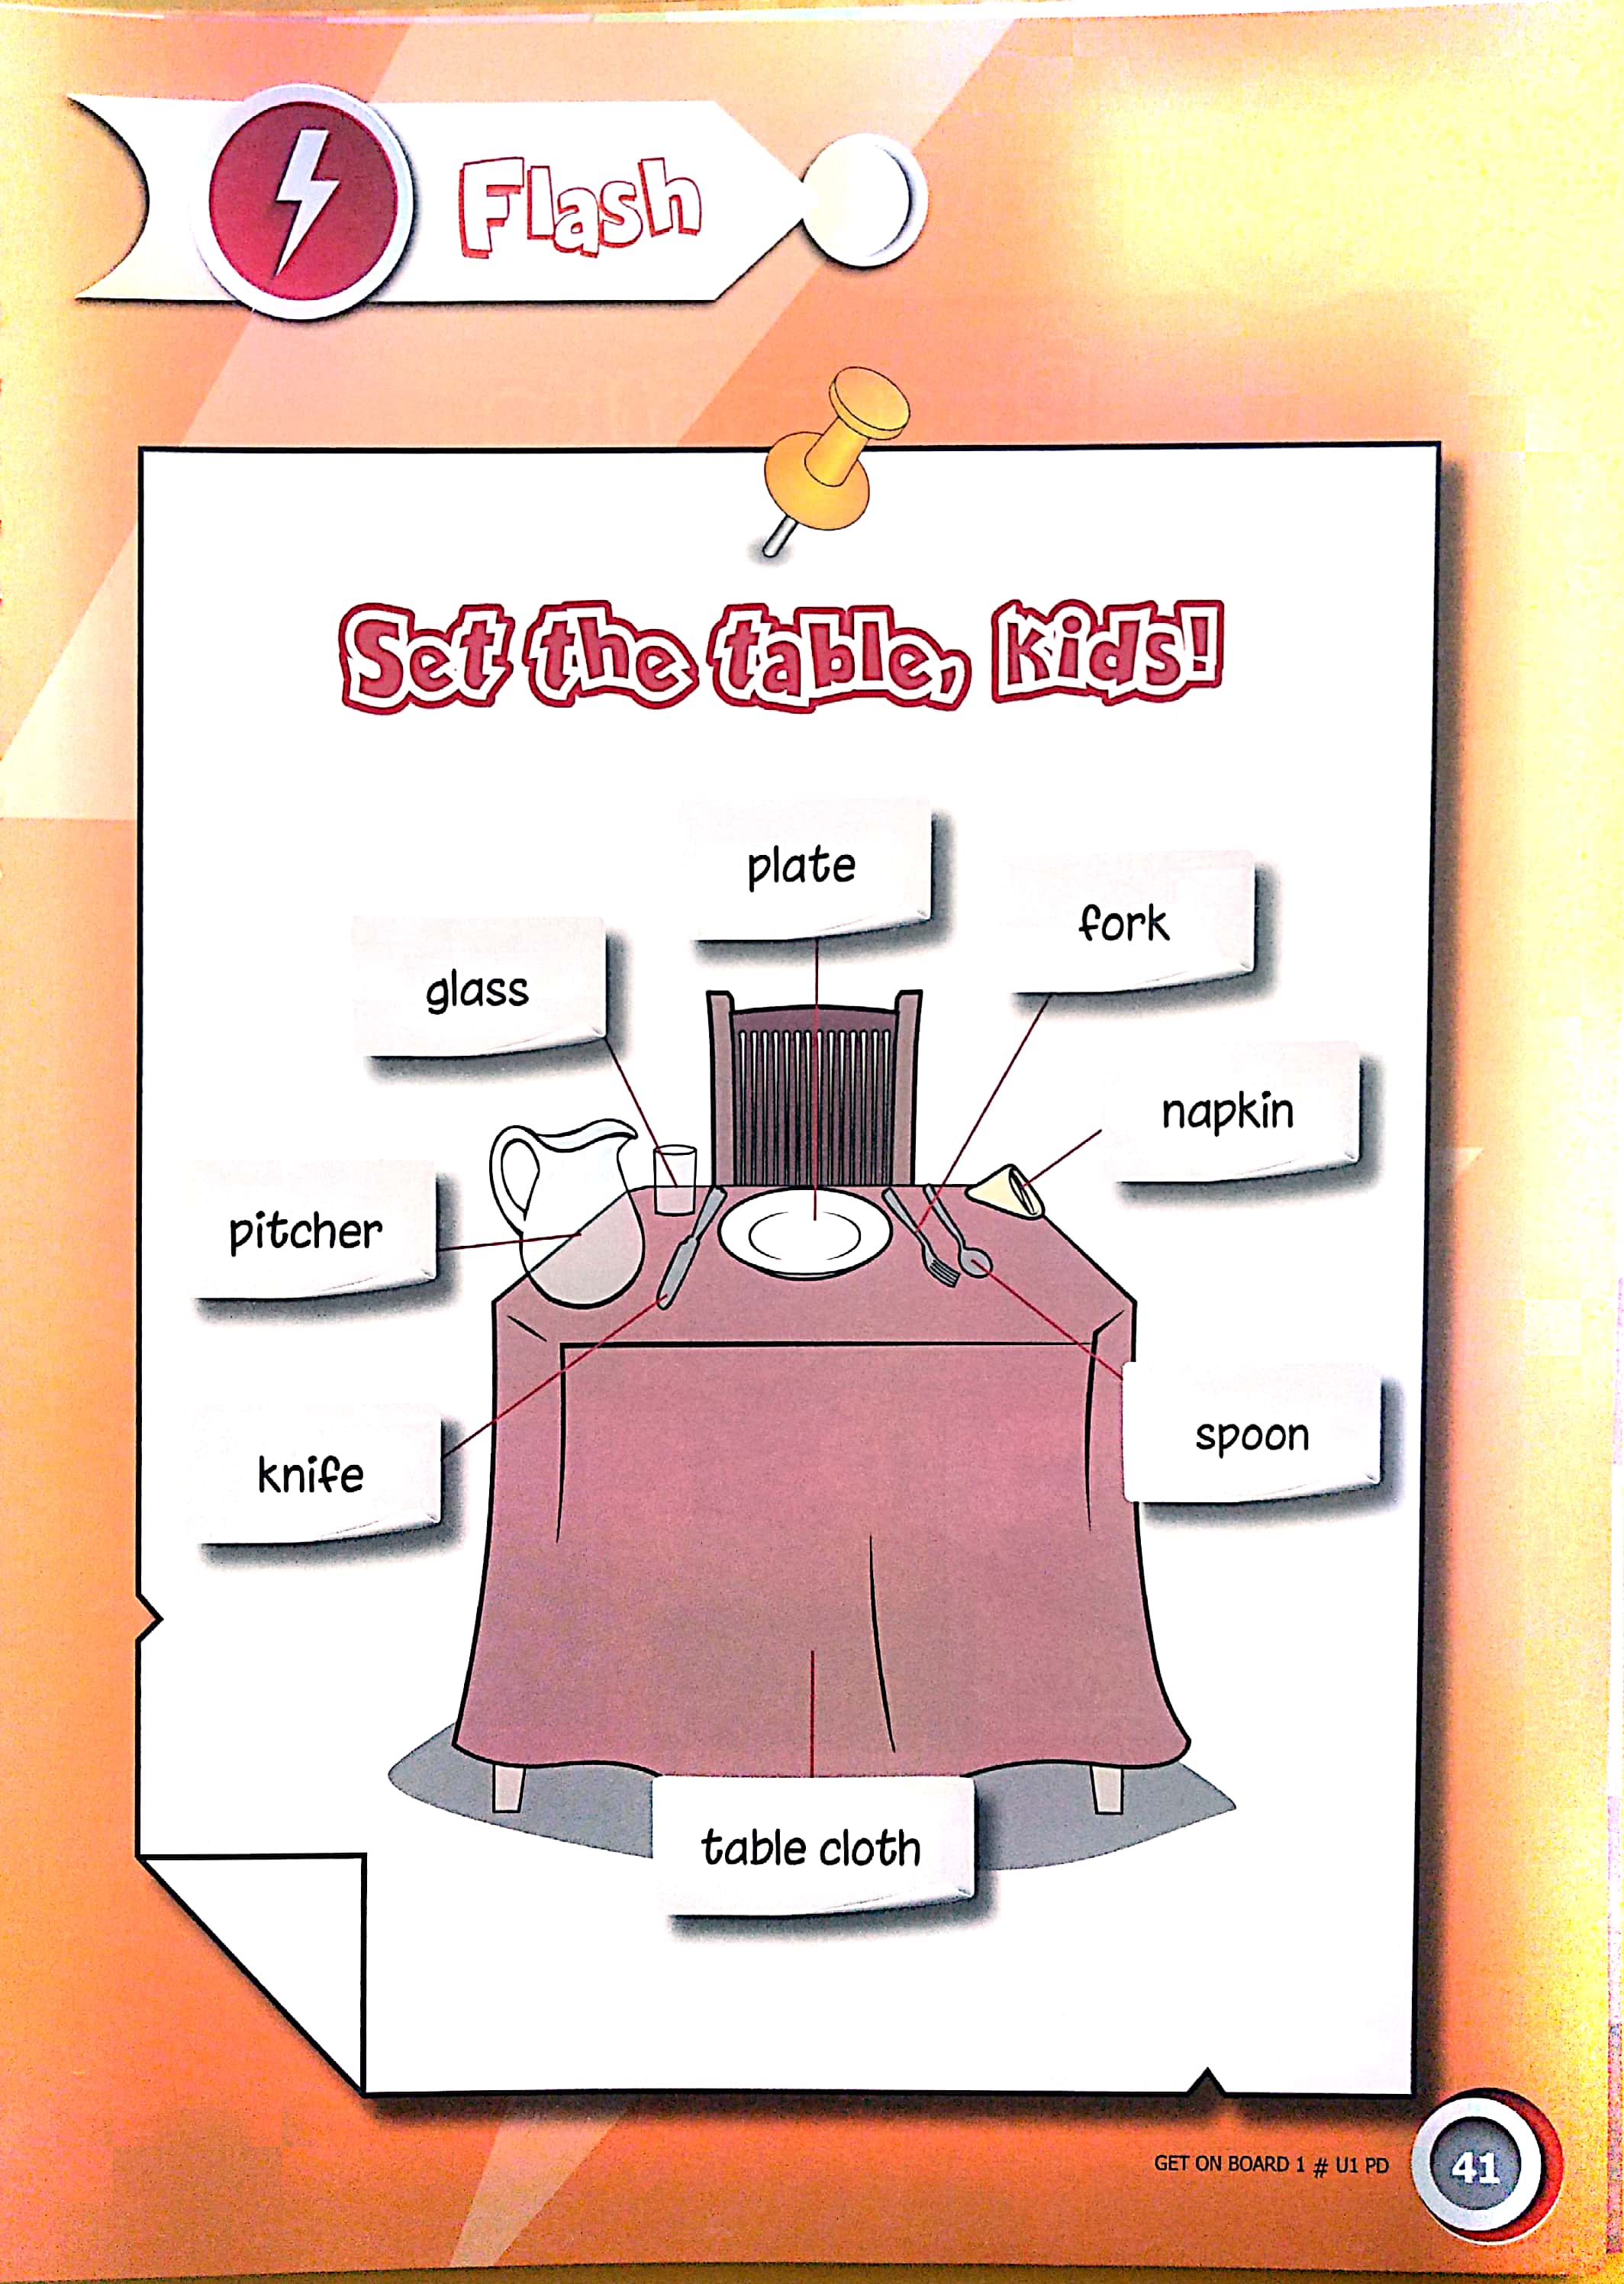 Flash
Set the table, kids!
plate
fork
glass
napkin
pitcher
spoon
knife
table cloth
GET ON BOARD 1 # U1 PD
41